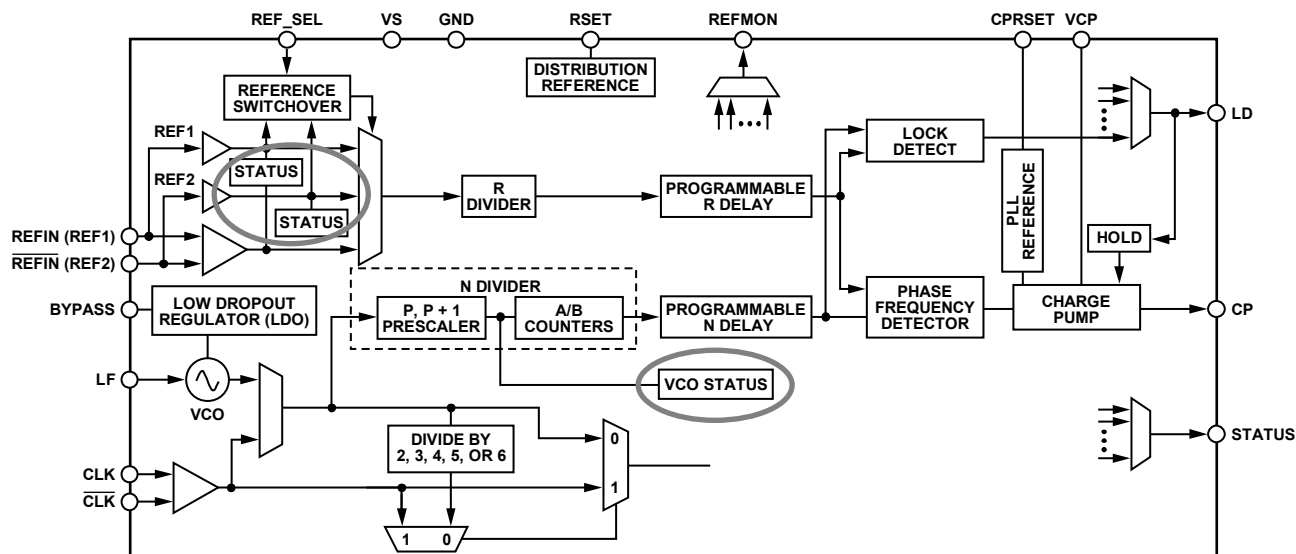 REF_SEL
VS
GND
RSET
REFMON
CPRSET
VCP
DISTRIBUTION
REFERENCE
REFERENCE
SWITCHOVER
REF1
STATUS
REF2
STATUS
REFIN (REF1)
REFIN (REF2)
BYPASS
LOW DROPOUT
REGULATOR (LDO)
LF
VCO
CLK
CLK
R
DIVIDER
PROGRAMMABLE
R DELAY
LOCK
DETECT
PLL
REFERENCE
LD
HOLD
N DIVIDER
P, P + 1
PRESCALER
A/B
COUNTERS
PROGRAMMABLE
N DELAY
PHASE
FREQUENCY
DETECTOR
CHARGE
PUMP
CP
VCO STATUS
DIVIDE BY
2, 3, 4, 5, OR 6
0
1
1 0
STATUS